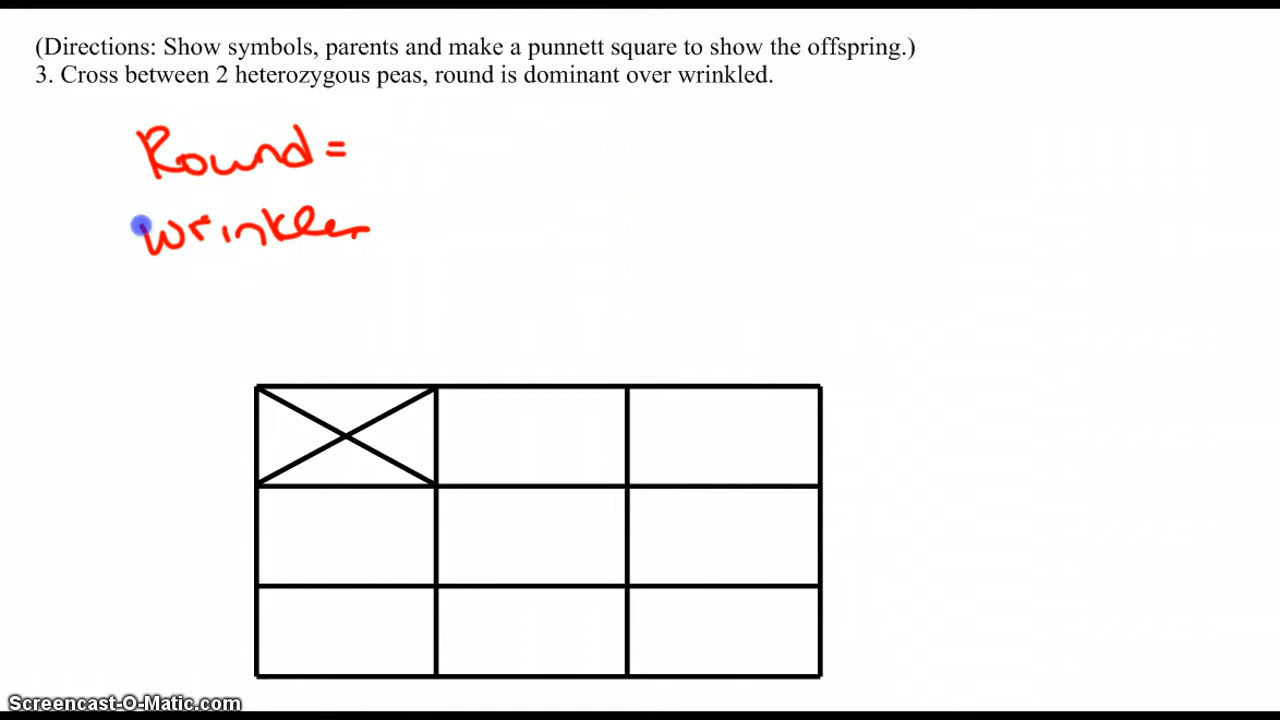 (Directions: Show symbols, parents and make a punnett square to show the offspring.)
3. Cross between 2 heterozygous peas, round is dominant over wrinkled.
Round =
Wrinkle
Screencast-O-Matic.com